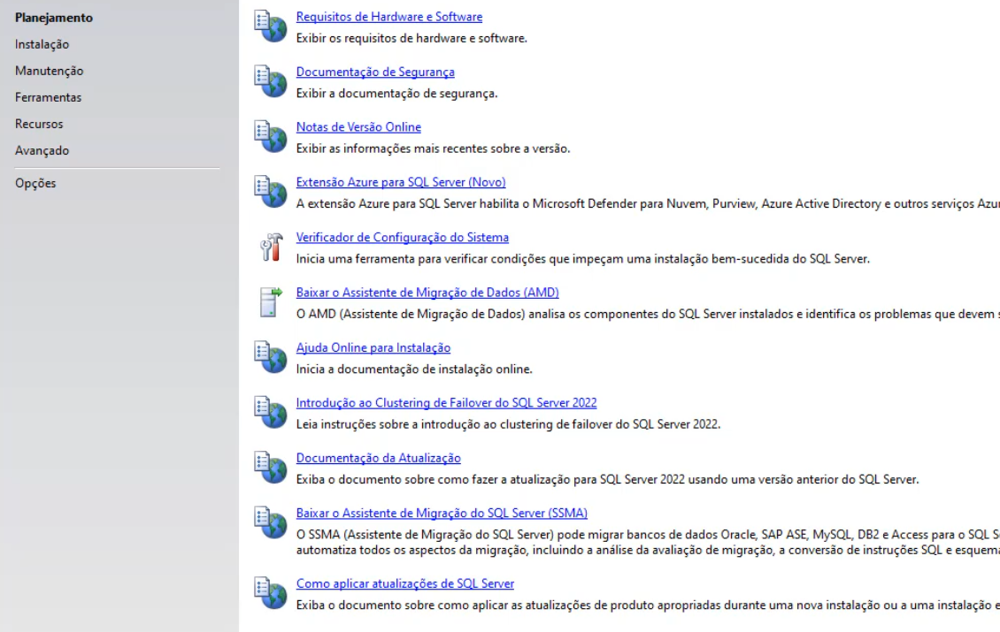 Planejamento
Instalação
Manutenção
Ferramentas
Recursos
Avançado
Opções
Requisitos de Hardware e Software
Exibir os requisitos de hardware e software.
Documentação de Segurança
Exibir a documentação de segurança.
Notas de Versão Online
Exibir as informações mais recentes sobre a versão.
Extensão Azure para SQL Server (Novo)
A extensão Azure para SQL Server habilita o Microsoft Defender para Nuvem, Purview, Azure Active Directory e outros serviços
Verificador de Configuração do Sistema
Inicia uma ferramenta para verificar condições que impeçam uma instalação bem-sucedida do SQL Server.
Baixar o Assistente de Migração de Dados (AMD)
O AMD (Assistente de Migração de Dados) analisa os componentes do SQL Server instalados e identifica os problemas que devem
Ajuda Online para Instalação
Inicia a documentação de instalação online.
Introdução ao Clustering de Failover do SQL Server 2022
Leia instruções sobre a introdução ao clustering de failover do SQL Server 2022.
Documentação da Atualização
Exiba o documento sobre como fazer a atualização para SQL Server 2022 usando uma versão anterior do SQL Server.
Baixar o Assistente de Migração do SQL Server (SSMA)
O SSMA (Assistente de Migração do SQL Server) pode migrar bancos de dados Oracle, SAP ASE, MySQL, DB2 e Access para o SQL
automatiza todos os aspectos da migração, incluindo a análise da avaliação de migração, a conversão de instruções SQL e
Como aplicar atualizações de SQL Server
Exiba o documento sobre como aplicar as atualizações de produto apropriadas durante uma nova instalação ou a uma instalação